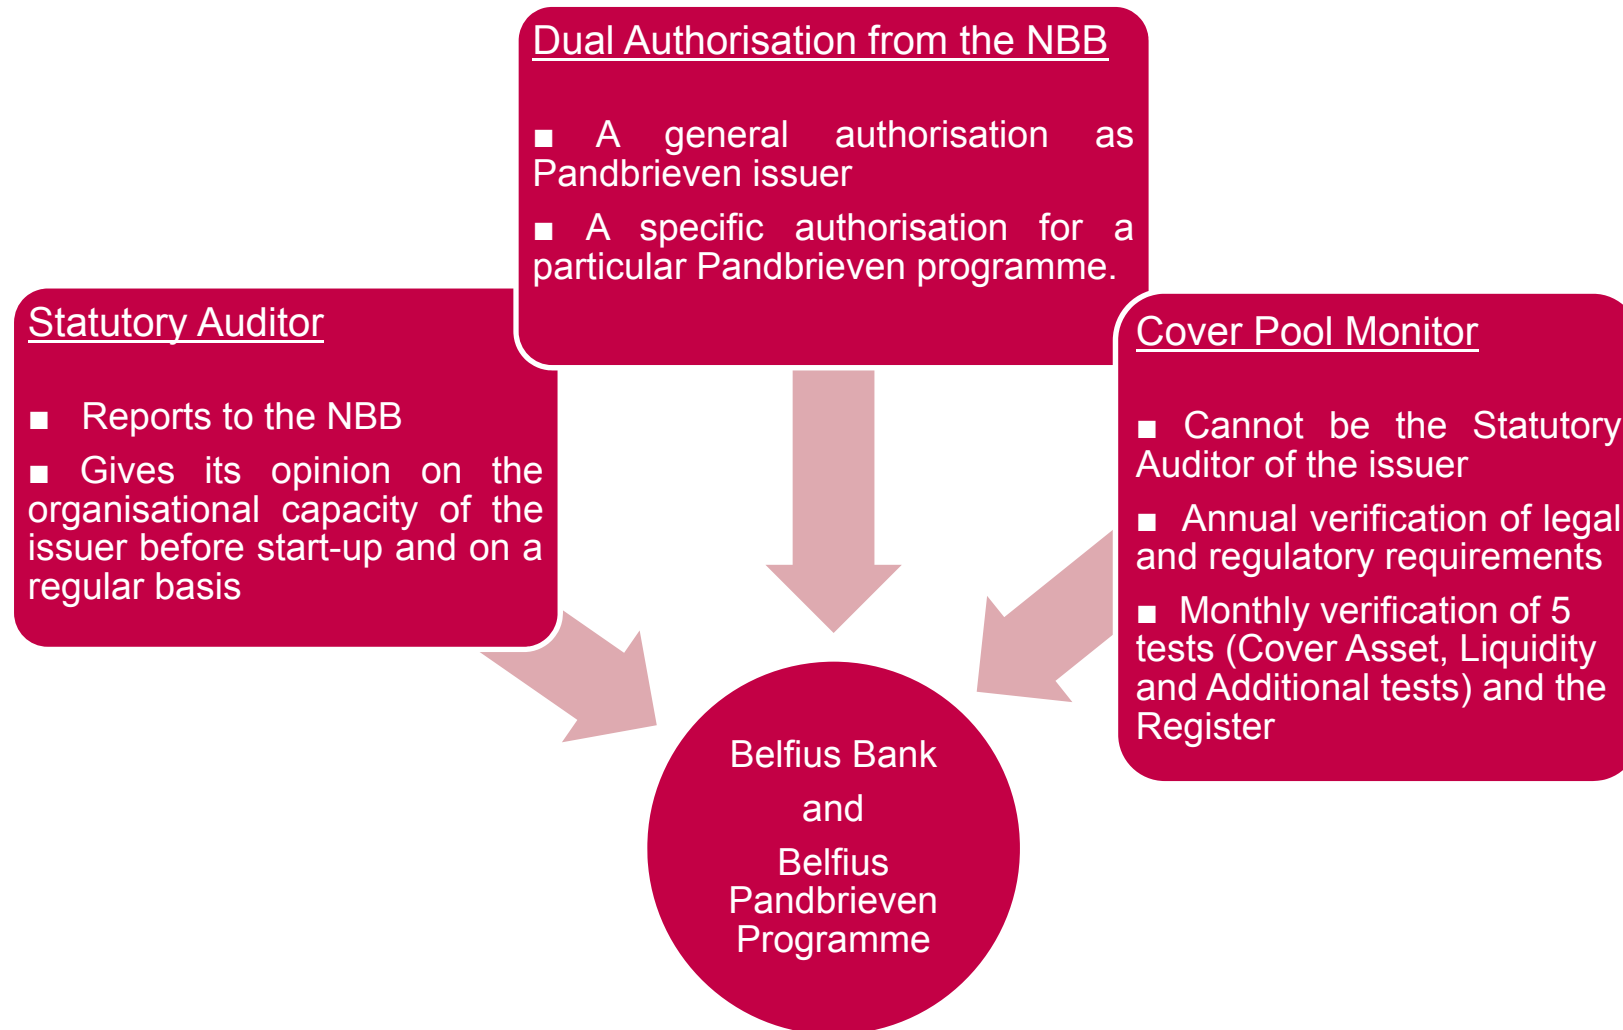 Dual Authorisation from the NBB
■ A general authorisation as
Pandbrieven issuer
■ A specific authorisation for a
particular Pandbrieven programme.
Statutory Auditor
■ Reports to the NBB
■ Gives its opinion on the
organisational capacity of the
issuer before start-up and on a
regular basis
Cover Pool Monitor
■ Cannot be the Statutory
Auditor of the issuer
■ Annual verification of legal
and regulatory requirements
■ Monthly verification of 5
tests (Cover Asset, Liquidity
and Additional tests) and the
Register
Belfius Bank
and
Belfius
Pandbrieven
Programme